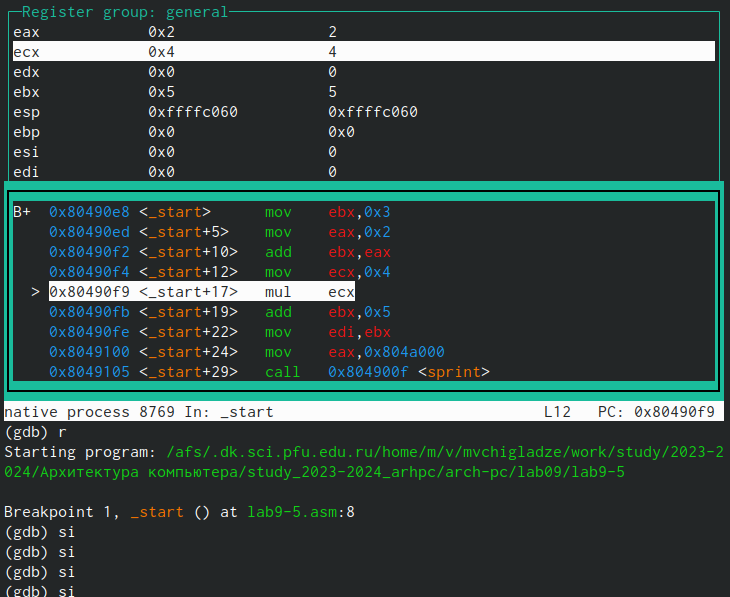 Register group: general
eax 0x2 2
ecx 0x4 4
edx 0x0 0
ebx 0x5 5
esp 0xffffc060 0xffffc060
ebp 0x0 0x0
esi 0x0 0
edi 0x0 0
B+ 0x80490e8 <_start> mov ebx,0x3
0x80490ed <_start+5> mov eax,0x2
0x80490f2 <_start+10> add ebx,eax
0x80490f4 <_start+12> mov ecx,0x4
> 0x80490f9 <_start+17> mul ecx
0x80490fb <_start+19> add ebx,0x5
0x80490fe <_start+22> mov edi,ebx
0x8049100 <_start+24> mov eax,0x804a000
0x8049105 <_start+29> call 0x804900f <sprint>
native process 8769 In: _start L12 PC: 0x80490f9
(gdb) r
Starting program: /afs/.dk.sci.pfu.edu.ru/home/m/v/mvchigladze/work/study/2023-2
024/Архитектура компьютера/study_2023-2024_arhpc/arch-pc/lab09/lab9-5
Breakpoint 1, _start () at lab9-5.asm:8
(gdb) si
(gdb) si
(gdb) si
(gdb) si